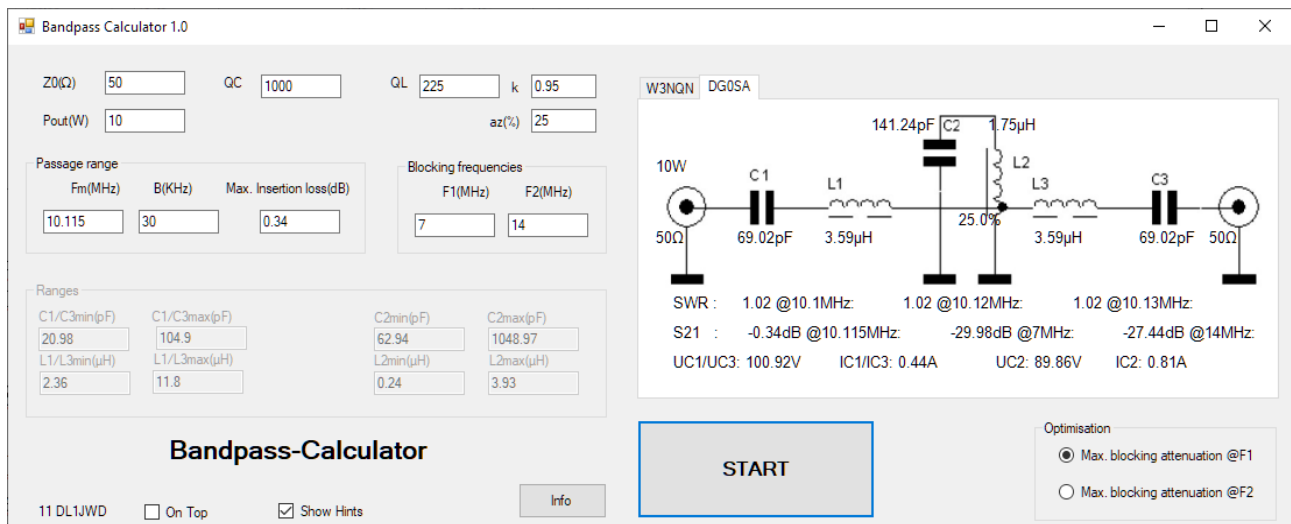 Bandpass Calculator 1.0
Z0(Ω) 50 QC 1000 QL 225 k 0.95
Pout(W) 10 az(%) 25
Passage range
Fm(MHz) B(KHz) Max. Insertion loss(dB)
10.115 30 0.34
Blocking frequencies
F1(MHz) F2(MHz)
7 14
Ranges
C1/C3min(pF) C1/C3max(pF) C2min(pF) C2max(pF)
20.98 104.9 62.94 1048.97
L1/L3min(µH) L1/L3max(µH) L2min(µH) L2max(µH)
2.36 11.8 0.24 3.93
Bandpass-Calculator
11 DL1JWD On Top Show Hints Info
W3NQN DG0SA
141.24pF C2 1.75µH
10W C1 L1 L2 L3 C3
50Ω 69.02pF 3.59µH 25.0% 3.59µH 69.02pF 50Ω
SWR : 1.02 @10.1MHz: 1.02 @10.12MHz: 1.02 @10.13MHz:
S21 : -0.34dB @10.115MHz: -29.98dB @7MHz: -27.44dB @14MHz:
UC1/UC3: 100.92V IC1/IC3: 0.44A UC2: 89.86V IC2: 0.81A
START
Optimisation
Max. blocking attenuation @F1
Max. blocking attenuation @F2